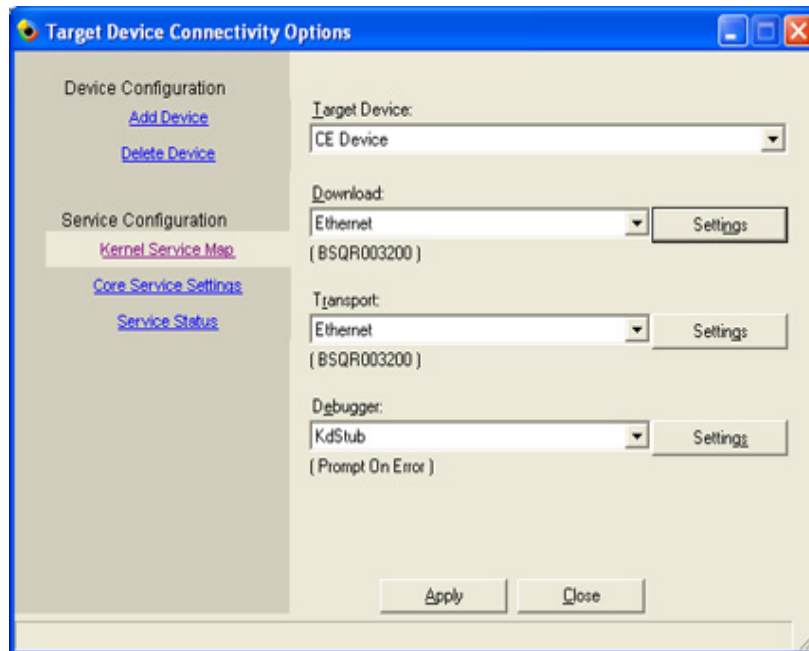 Target Device Connectivity Options
Device Configuration
Add Device
Delete Device
Service Configuration
Kernel Service Map
Core Service Settings
Service Status
Target Device:
CE Device
Download:
Ethernet
Settings
( BSQR003200 )
Transport:
Ethernet
Settings
( BSQR003200 )
Debugger:
KdStub
Settings
( Prompt On Error )
Apply
Close